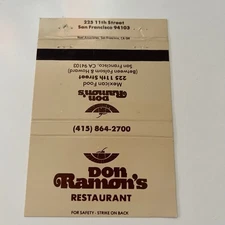 225 11th Street
San Francisco 94103
DON
RAMON'S
Mexican Food
225 11th Street
(Between Folsom & Howard)
San Francisco, CA. 94103
(415) 864-2700
DON
RAMON'S
RESTAURANT
FOR SAFETY - STRIKE ON BACK